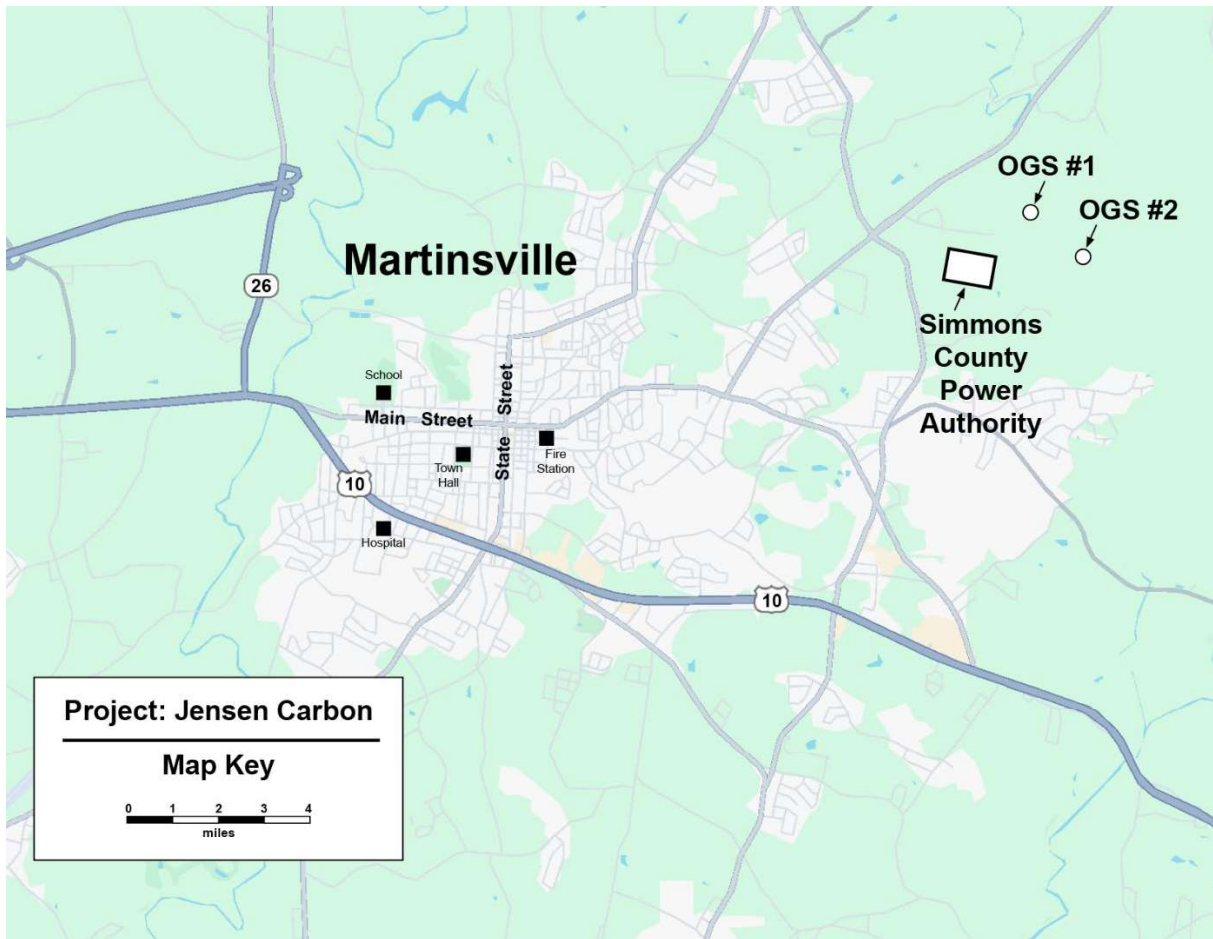 OGS #1
OGS #2
Martinsville
26
Simmons
County
Power
Authority
School
Main Street
State Street
Town
Hall
Fire
Station
10
Hospital
10
Project: Jensen Carbon
Map Key
0 1 2 3 4
miles